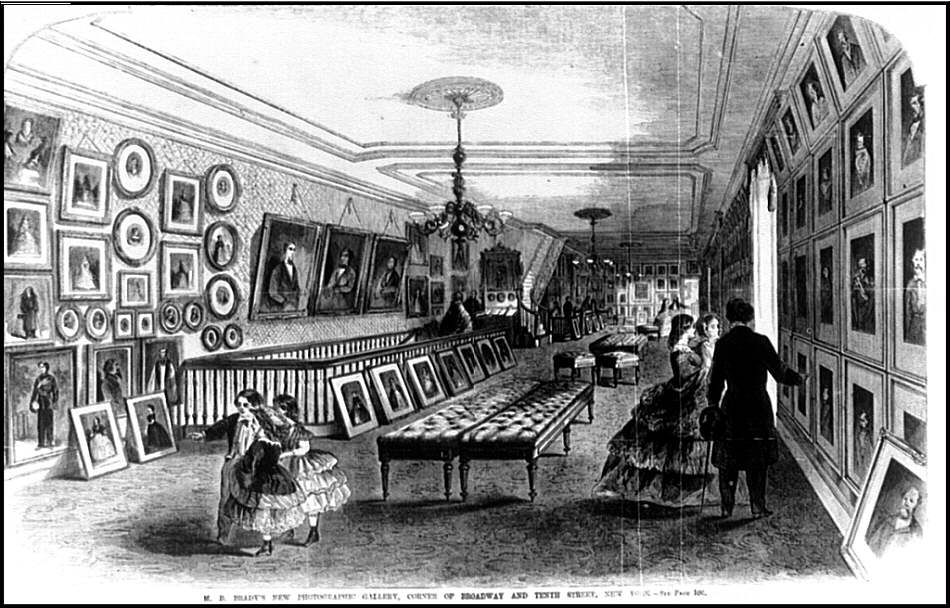 M. B. BRADY'S NEW PHOTOGRAPHIC GALLERY, CORNER OF BROADWAY AND TENTH STREET, NEW YORK.—SEE PAGE 106.